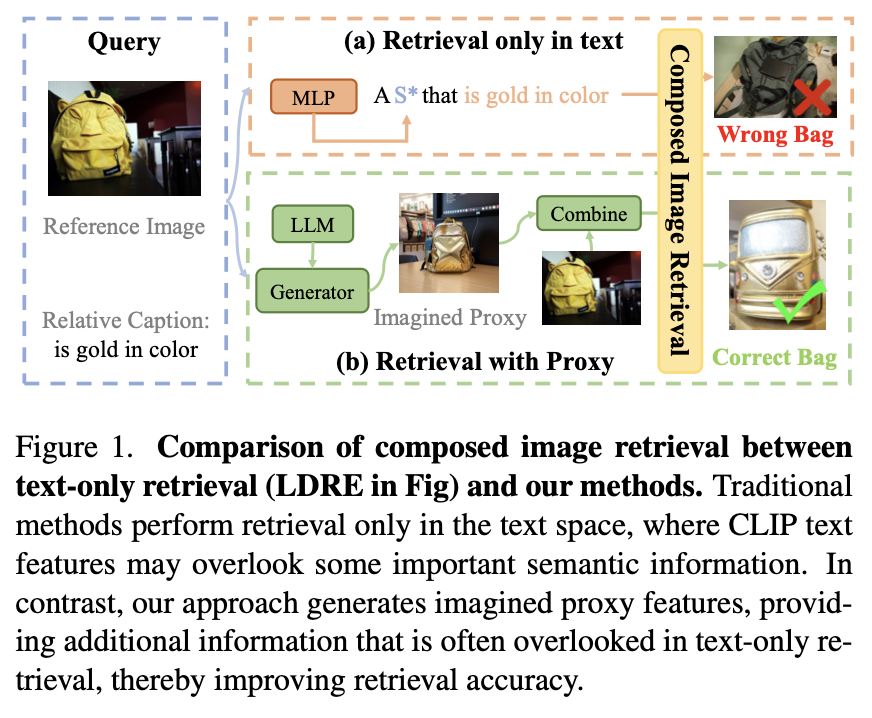 Query
Reference Image
Relative Caption:
is gold in color
(a) Retrieval only in text
MLP
A S* that is gold in color
LLM
Generator
Imagined Proxy
Combine
(b) Retrieval with Proxy
Composed Image Retrieval
Wrong Bag
Correct Bag
Figure 1. Comparison of composed image retrieval between
text-only retrieval (LDRE in Fig) and our methods. Traditional
methods perform retrieval only in the text space, where CLIP text
features may overlook some important semantic information. In
contrast, our approach generates imagined proxy features, provid-
ing additional information that is often overlooked in text-only re-
trieval, thereby improving retrieval accuracy.